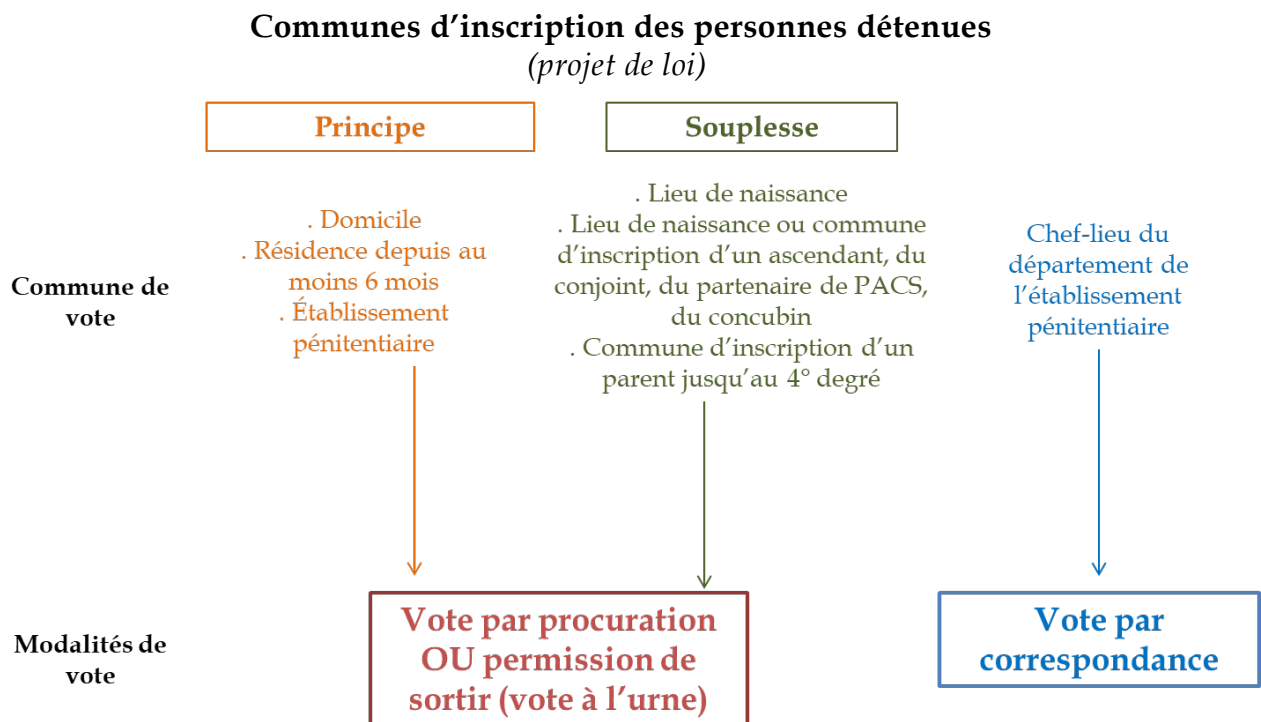 Communes d’inscription des personnes détenues
(projet de loi)
Principe
Souplesse
Commune de
vote
. Domicile
. Résidence depuis au
moins 6 mois
. Établissement
pénitentiaire
. Lieu de naissance
. Lieu de naissance ou commune
d’inscription d’un ascendant, du
conjoint, du partenaire de PACS,
du concubin
. Commune d’inscription d’un
parent jusqu’au 4° degré
Chef-lieu du
département de
l’établissement
pénitentiaire
Modalités de
vote
Vote par procuration
OU permission de
sortir (vote à l’urne)
Vote par
correspondance